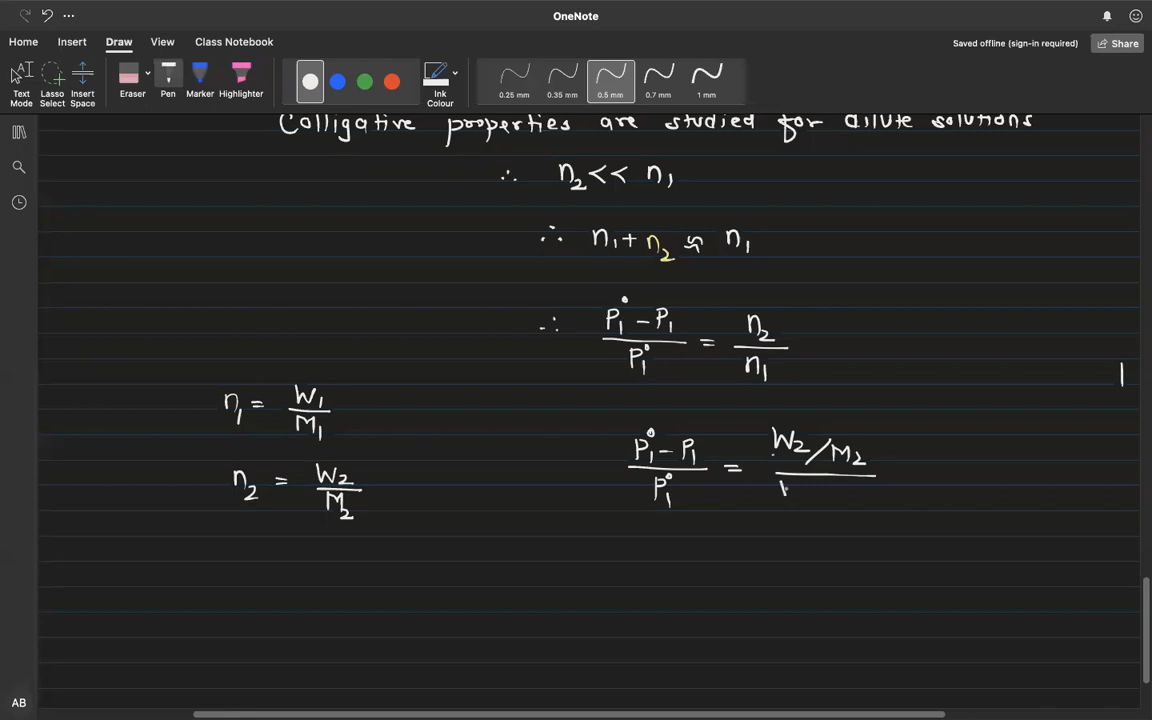 OneNote
Home Insert Draw View Class Notebook
Saved offline (sign-in required) Share
Text Mode Lasso Select Insert Space Eraser Pen Marker Highlighter Ink Colour 0.25 mm 0.35 mm 0.5 mm 0.7 mm 1 mm
Colligative properties are studied for dilute solutions
∴ n₂ << n₁
∴ n₁ + n₂ ≈ n₁
∴ (P₁° − P₁)/P₁° = n₂/n₁
n₁ = W₁/M₁
(P₁° − P₁)/P₁° = W₂/M₂
n₂ = W₂/M₂
AB